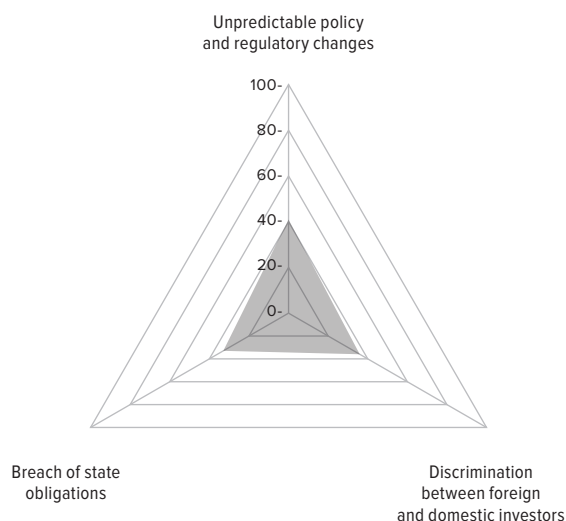 Unpredictable policy
and regulatory changes
100-
80-
60-
40-
20-
0-
Breach of state
obligations
Discrimination
between foreign
and domestic investors